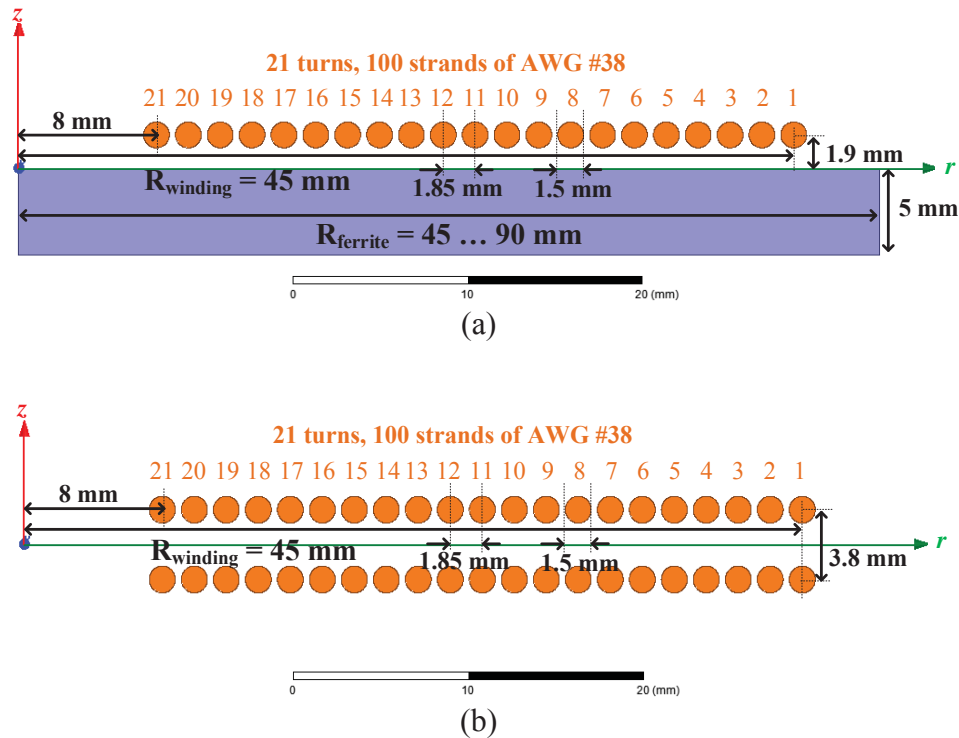 z
21 turns, 100 strands of AWG #38
21 20 19 18 17 16 15 14 13 12 11 10 9 8 7 6 5 4 3 2 1
8 mm
1.9 mm
r
R_winding = 45 mm
1.85 mm
1.5 mm
5 mm
R_ferrite = 45 … 90 mm
0 10 20 (mm)
(a)
z
21 turns, 100 strands of AWG #38
21 20 19 18 17 16 15 14 13 12 11 10 9 8 7 6 5 4 3 2 1
8 mm
R_winding = 45 mm
1.85 mm
1.5 mm
r
3.8 mm
0 10 20 (mm)
(b)